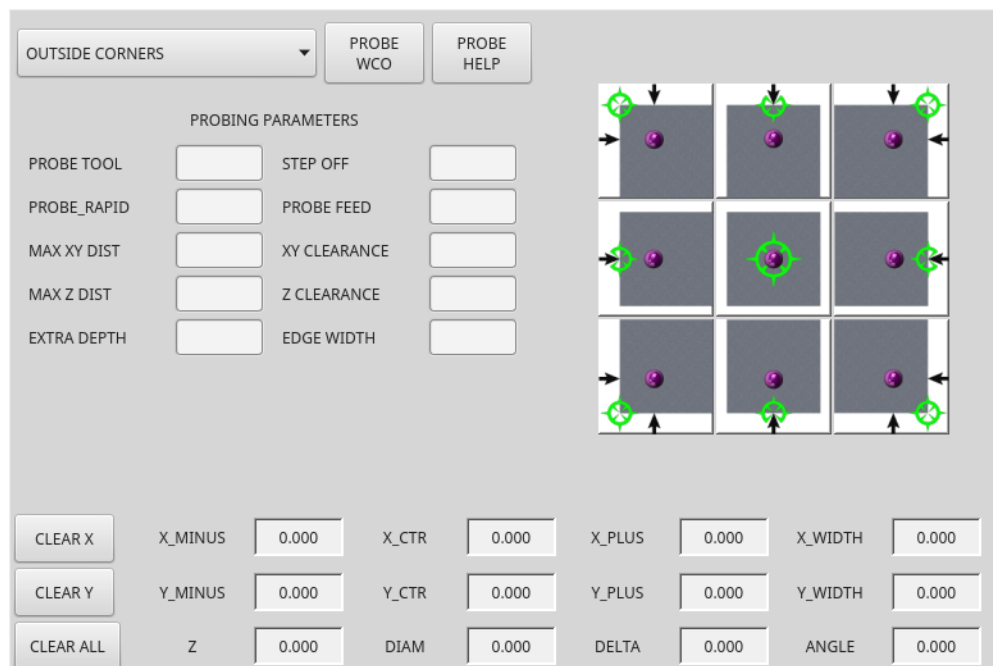 OUTSIDE CORNERS
PROBE
WCO
PROBE
HELP
PROBING PARAMETERS
PROBE TOOL STEP OFF
PROBE_RAPID PROBE FEED
MAX XY DIST XY CLEARANCE
MAX Z DIST Z CLEARANCE
EXTRA DEPTH EDGE WIDTH
CLEAR X X_MINUS 0.000 X_CTR 0.000 X_PLUS 0.000 X_WIDTH 0.000
CLEAR Y Y_MINUS 0.000 Y_CTR 0.000 Y_PLUS 0.000 Y_WIDTH 0.000
CLEAR ALL Z 0.000 DIAM 0.000 DELTA 0.000 ANGLE 0.000